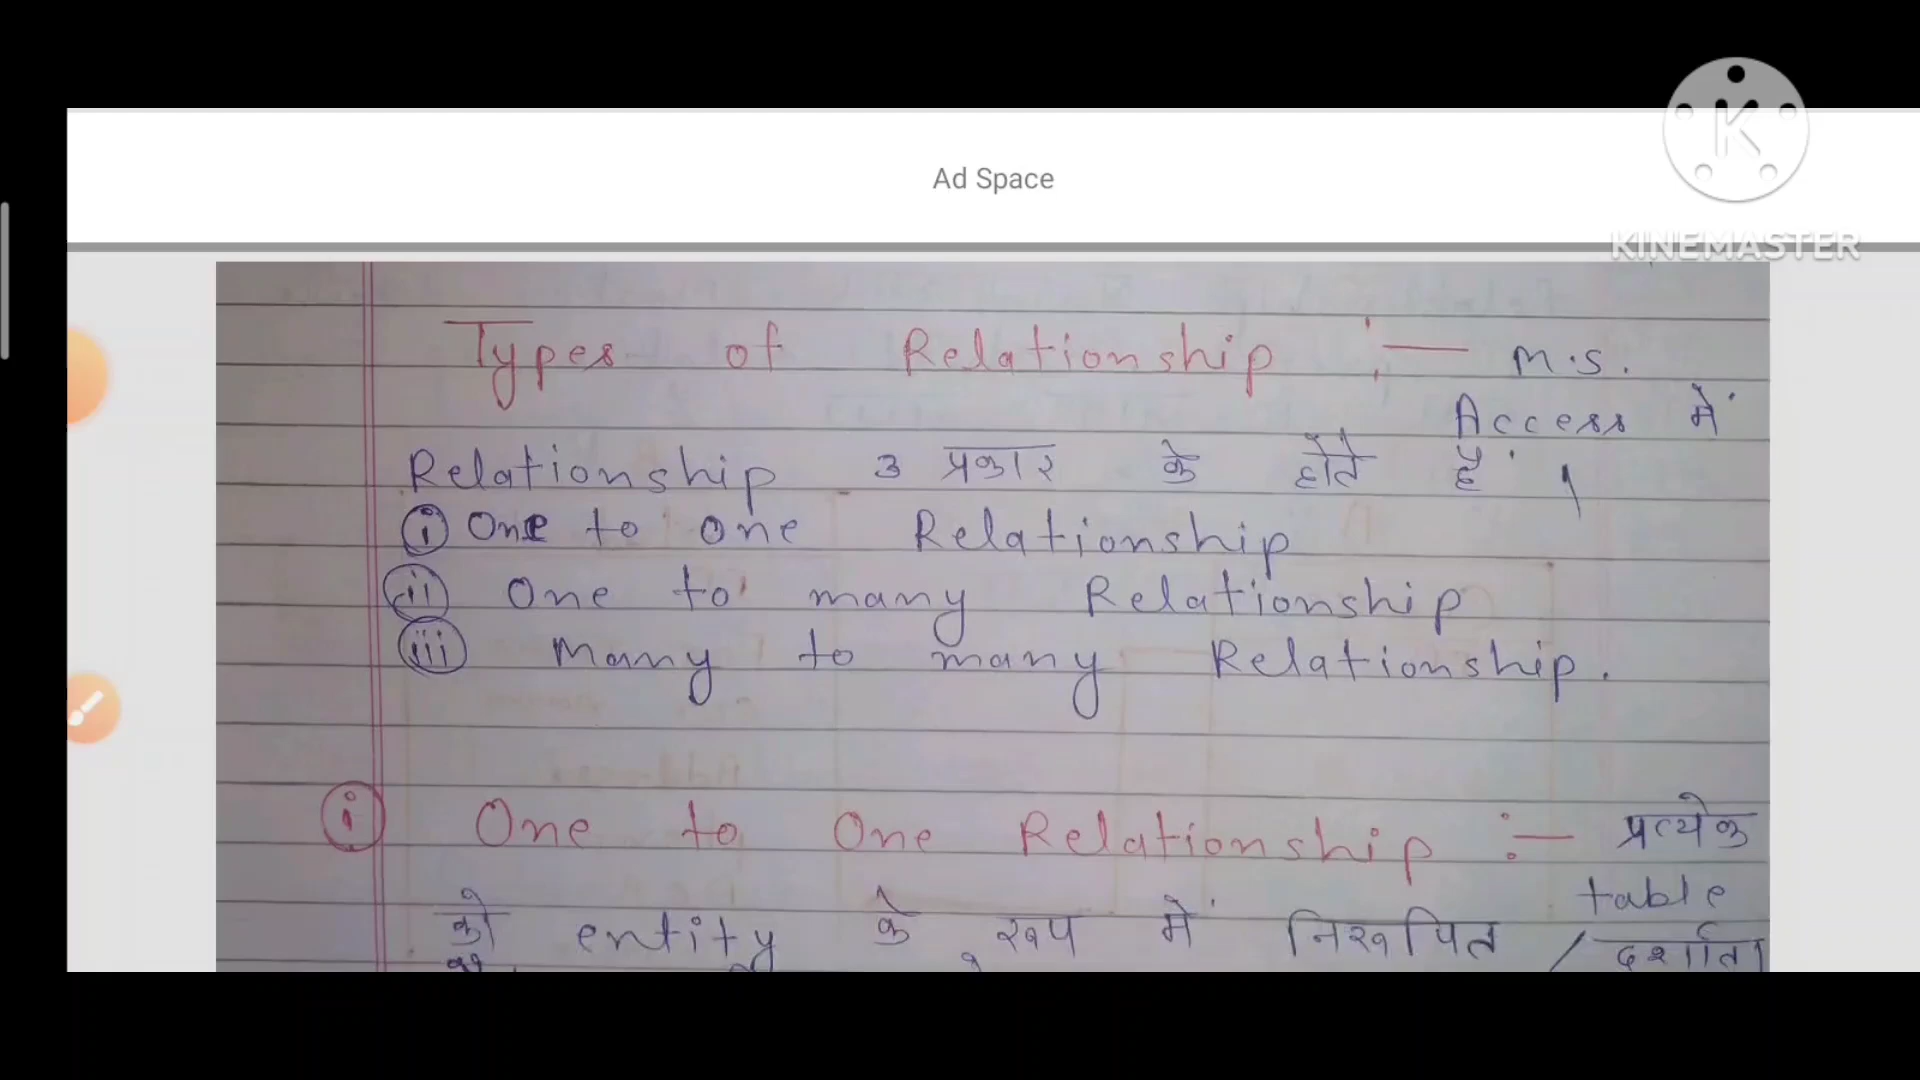 Ad Space
KINEMASTER
Types of Relationship :— M.S.
Access में
Relationship 3 प्रकार के होते हैं ।
(i) One to one Relationship
(ii) One to many Relationship
(iii) Many to many Relationship.
(i) One to One Relationship :— प्रत्येक
table
को entity के रूप में निरूपित / दर्शाता